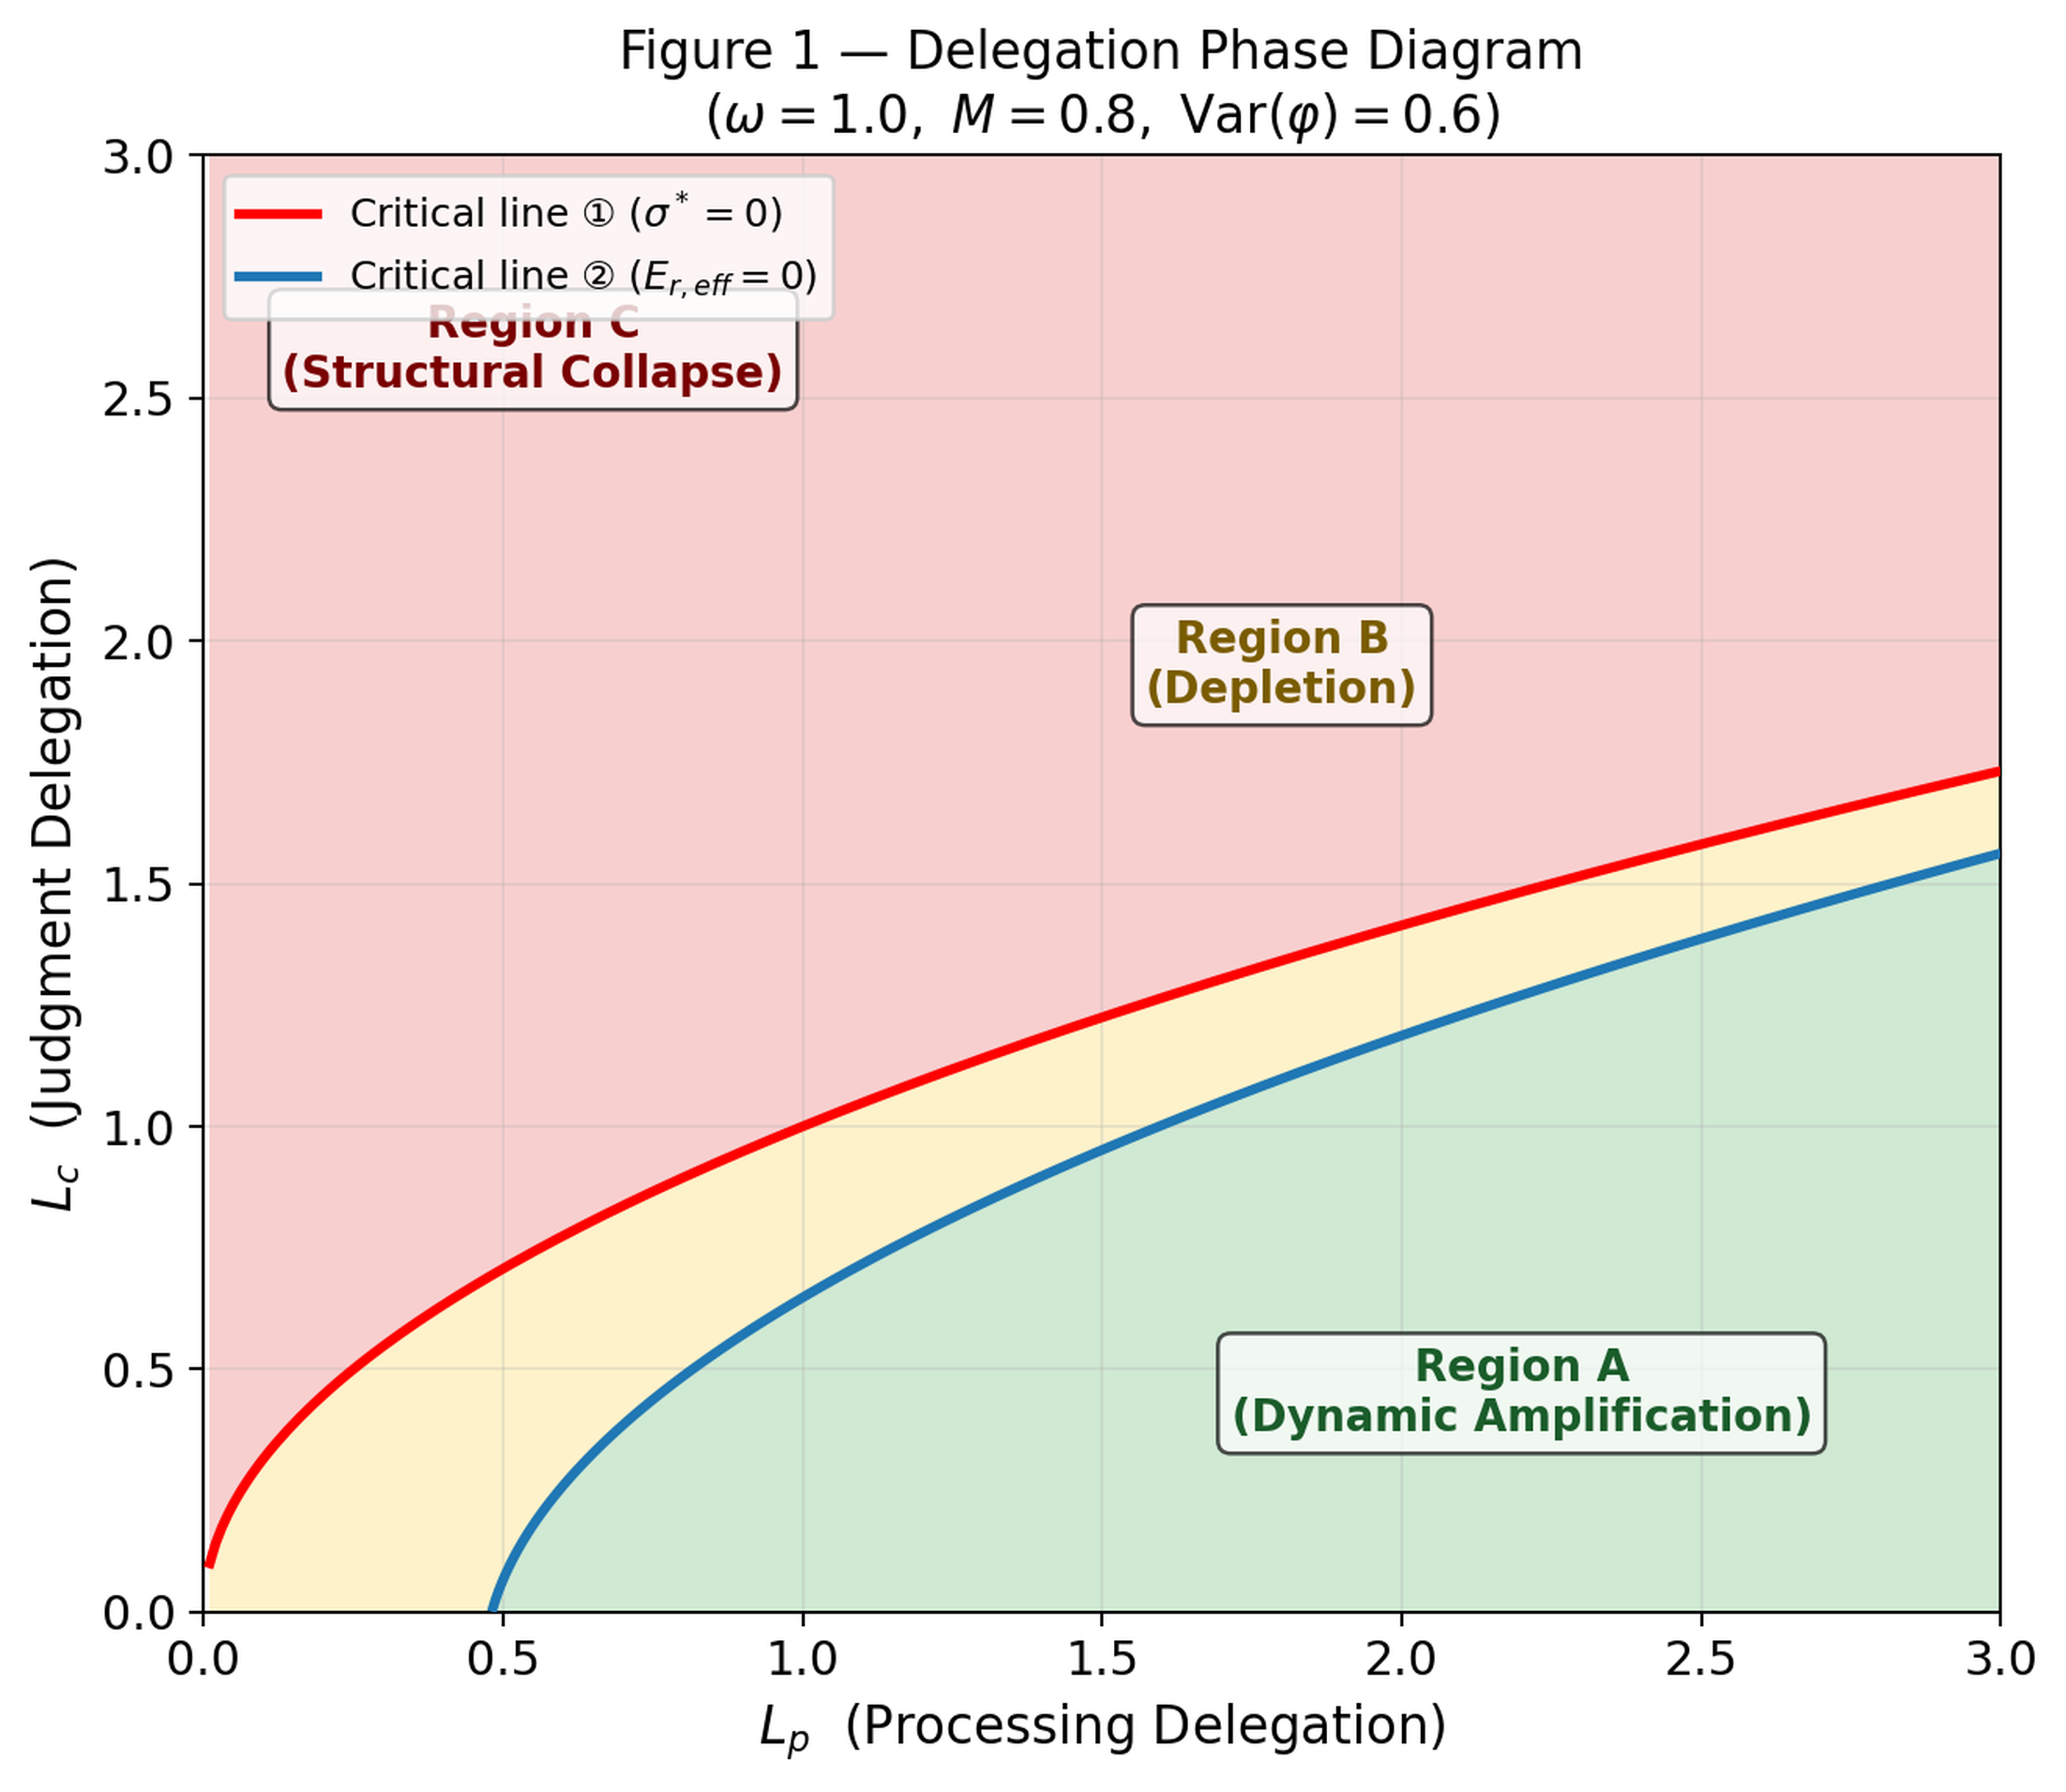 Figure 1 — Delegation Phase Diagram
(ω = 1.0, M = 0.8, Var(φ) = 0.6)
3.0
2.5
2.0
1.5
1.0
0.5
0.0
L_c (Judgment Delegation)
Critical line ① (σ* = 0)
Critical line ② (E_{r, eff} = 0)
Region C
(Structural Collapse)
Region B
(Depletion)
Region A
(Dynamic Amplification)
0.0 0.5 1.0 1.5 2.0 2.5 3.0
L_p (Processing Delegation)